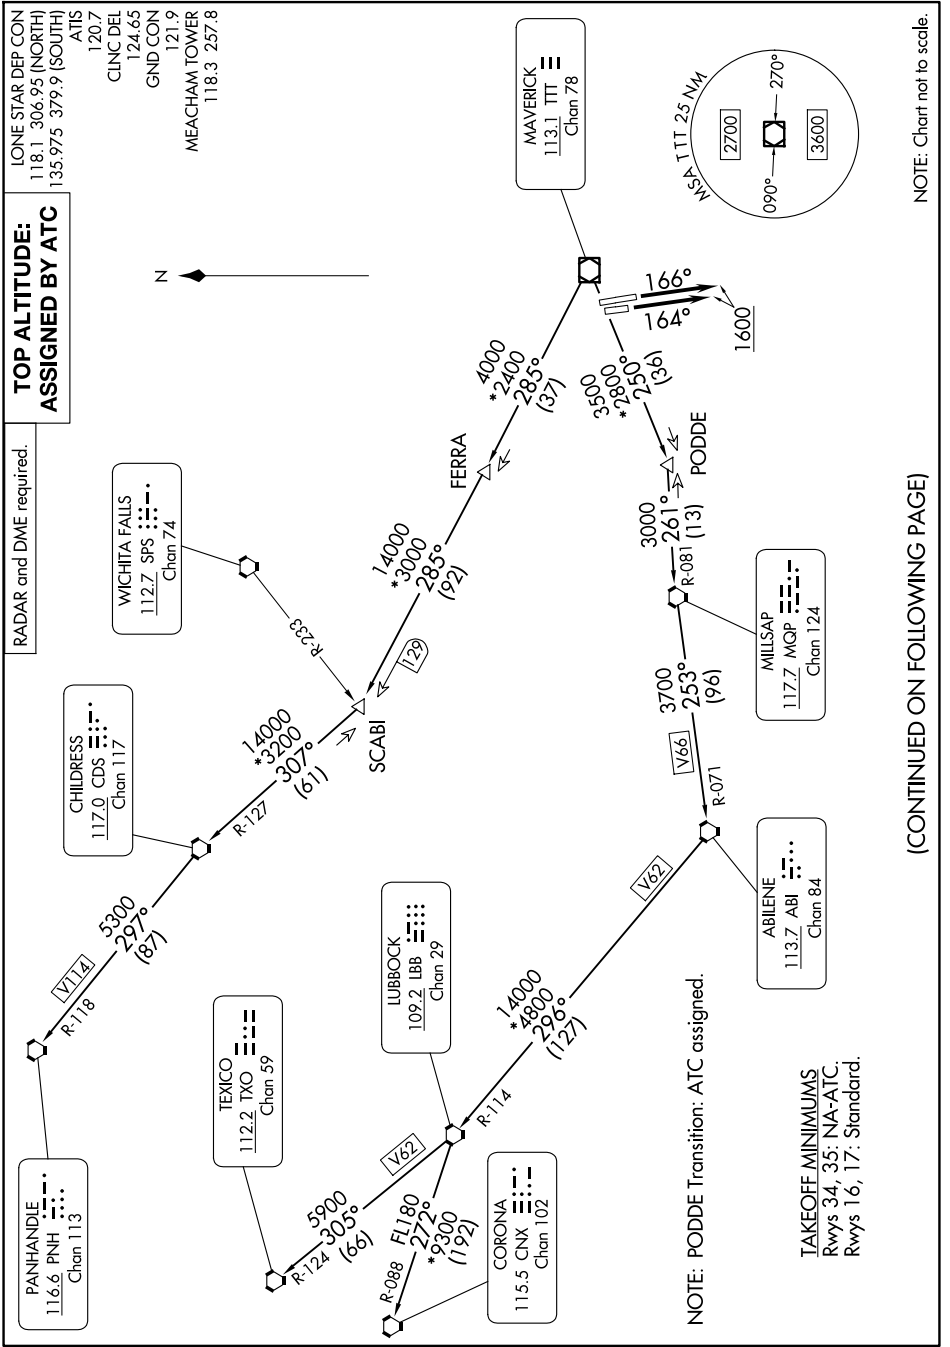 LONE STAR DEP CON
118.1 306.95 (NORTH)
135.975 379.9 (SOUTH)
ATIS
120.7
CLNC DEL
124.65
GND CON
121.9
MEACHAM TOWER
118.3 257.8
TOP ALTITUDE:
ASSIGNED BY ATC
RADAR and DME required.
N
MAVERICK
113.1 TTT
Chan 78
MSA TTT 25 NM
2700
3600
090°
270°
NOTE: Chart not to scale.
166°
164°
1600
4000
*2400
285°
(37)
FERRA
3500
*2800
250°
(36)
PODDE
WICHITA FALLS
112.7 SPS
Chan 74
R-233
14000
*3000
285°
(92)
129
SCABI
3000
261°
(13)
R-081
MILLSAP
117.7 MQP
Chan 124
CHILDRESS
117.0 CDS
Chan 117
14000
*3200
307°
(61)
R-127
3700
253°
(96)
V66
R-071
ABILENE
113.7 ABI
Chan 84
5300
297°
(87)
V114
R-118
PANHANDLE
116.6 PNH
Chan 113
LUBBOCK
109.2 LBB
Chan 29
V62
14000
*4800
296°
(127)
R-114
TEXICO
112.2 TXO
Chan 59
V62
5900
305°
(66)
R-124
FL180
272°
*9300
(192)
R-088
CORONA
115.5 CNX
Chan 102
NOTE: PODDE Transition: ATC assigned.
TAKEOFF MINIMUMS
Rwys 34, 35: NA-ATC.
Rwys 16, 17: Standard.
(CONTINUED ON FOLLOWING PAGE)